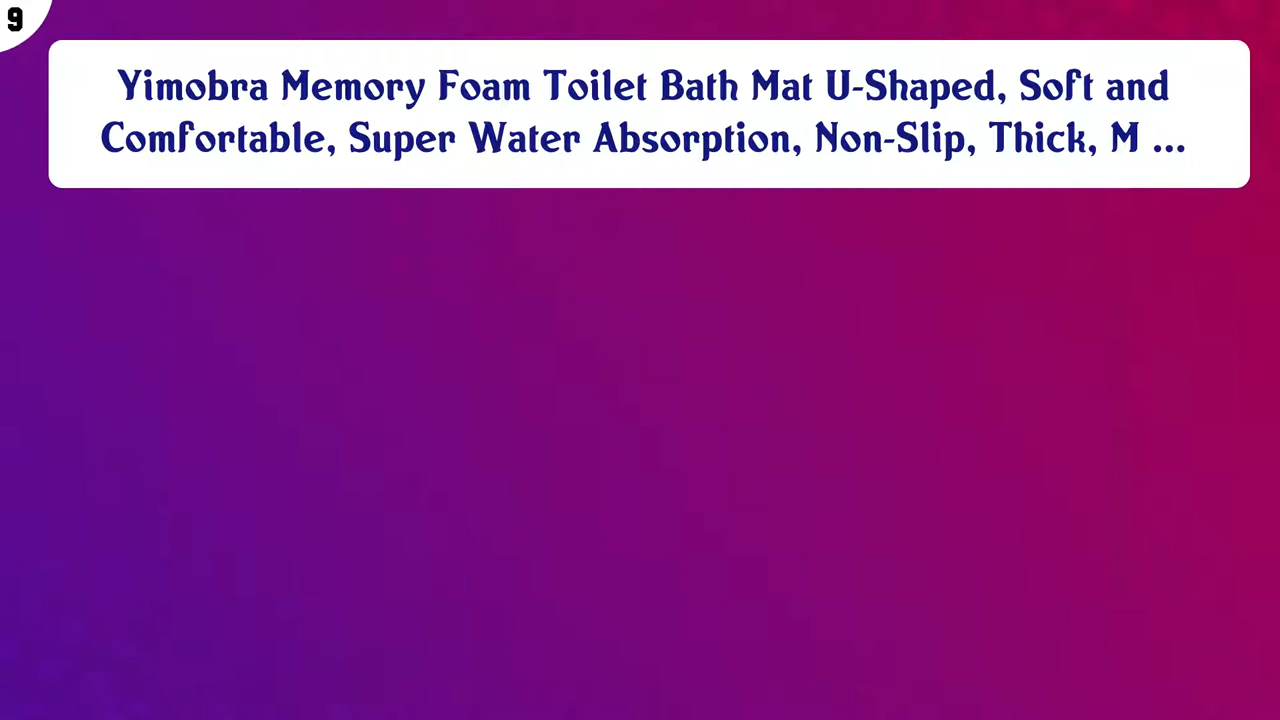 9
Yimobra Memory Foam Toilet Bath Mat U-Shaped, Soft and
Comfortable, Super Water Absorption, Non-Slip, Thick, M ...